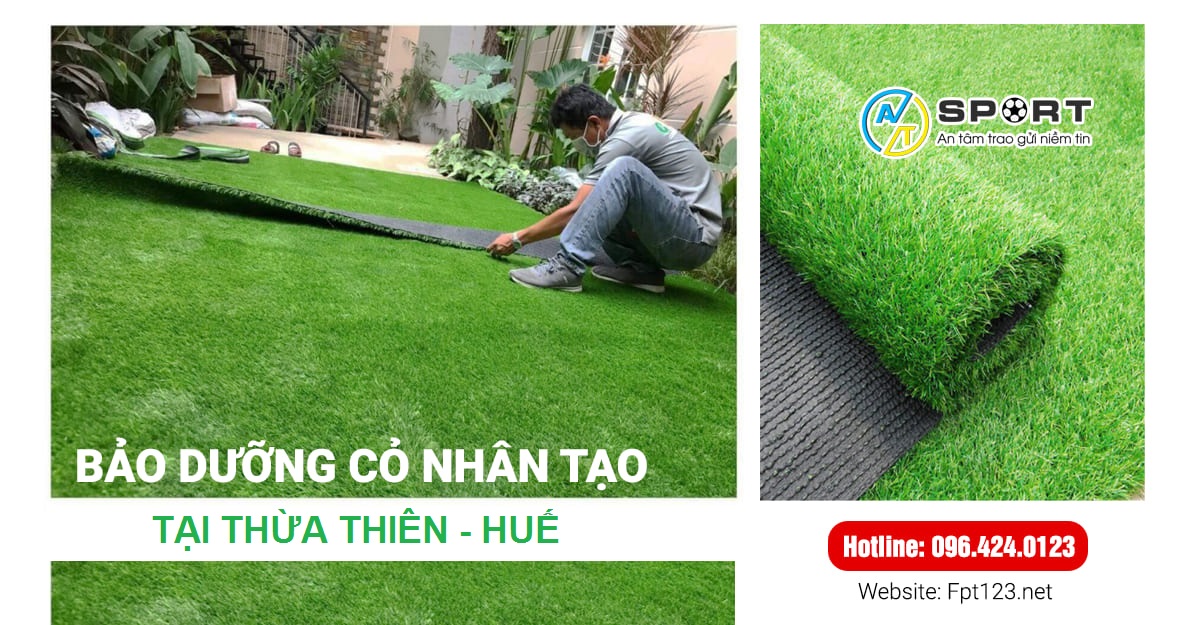 BẢO DƯỠNG CỎ NHÂN TẠO
TẠI THỪA THIÊN - HUẾ
NT SPORT
An tâm trao gửi niềm tin
Hotline: 096.424.0123
Website: Fpt123.net